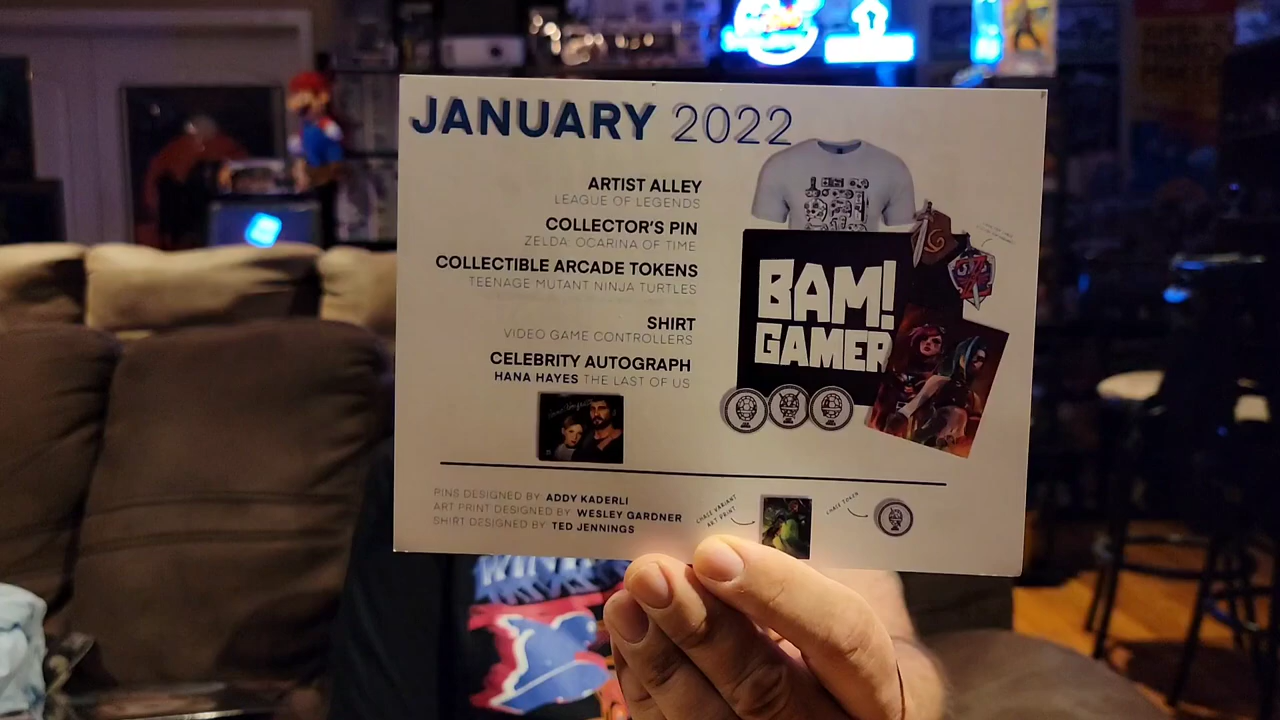 JANUARY 2022
ARTIST ALLEY
LEAGUE OF LEGENDS
COLLECTOR'S PIN
ZELDA: OCARINA OF TIME
COLLECTIBLE ARCADE TOKENS
TEENAGE MUTANT NINJA TURTLES
SHIRT
VIDEO GAME CONTROLLERS
CELEBRITY AUTOGRAPH
HANA HAYES THE LAST OF US
BAM!
GAMER
PINS DESIGNED BY: ADDY KADERLI
ART PRINT DESIGNED BY: WESLEY GARDNER
SHIRT DESIGNED BY: TED JENNINGS
CHASE VARIANT
ART PRINT
CHASE TOKEN